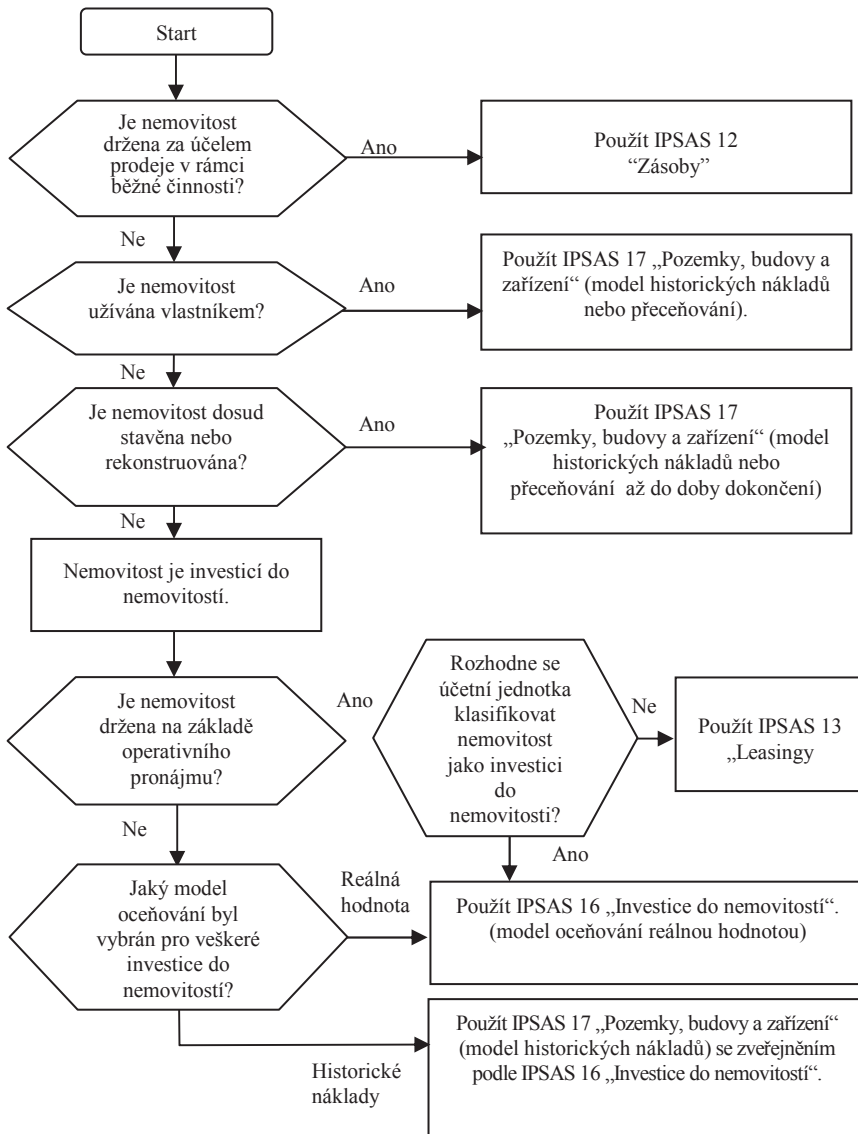 Start
Je nemovitost
držena za účelem
prodeje v rámci
běžné činnosti?
Ano
Použít IPSAS 12
“Zásoby”
Ne
Je nemovitost
užívána vlastníkem?
Ano
Použít IPSAS 17 „Pozemky, budovy a
zařízení“ (model historických nákladů
nebo přeceňování).
Ne
Je nemovitost dosud
stavěna nebo
rekonstruována?
Ano
Použít IPSAS 17
„Pozemky, budovy a zařízení“ (model
historických nákladů nebo
přeceňování až do doby dokončení)
Ne
Nemovitost je investicí do
nemovitostí.
Je nemovitost
držena na základě
operativního
pronájmu?
Ano
Rozhodne se
účetní jednotka
klasifikovat
nemovitost
jako investici
do
nemovitosti?
Ne
Použít IPSAS 13
„Leasingy
Ne
Ano
Jaký model
oceňování byl
vybrán pro veškeré
investice do
nemovitostí?
Reálná
hodnota
Použít IPSAS 16 „Investice do nemovitostí“.
(model oceňování reálnou hodnotou)
Historické
náklady
Použít IPSAS 17 „Pozemky, budovy a zařízení“
(model historických nákladů) se zveřejněním
podle IPSAS 16 „Investice do nemovitostí“.